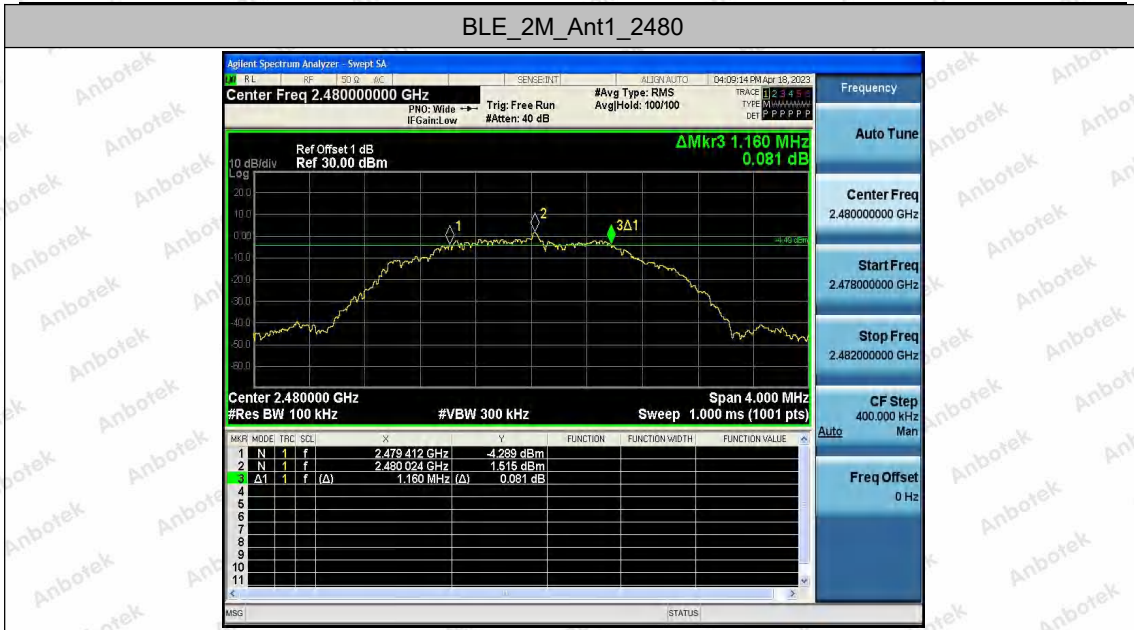 BLE_2M_Ant1_2480
Agilent Spectrum Analyzer - Swept SA
RL RF 50 Ω AC SENSE:INT ALIGN AUTO 04:09:14 PM Apr 18, 2023
Center Freq 2.480000000 GHz
PNO: Wide
IFGain:Low
Trig: Free Run
#Atten: 40 dB
#Avg Type: RMS
Avg|Hold: 100/100
TRACE 1 2 3 4 5 6
TYPE M
DET P P P P P P
Ref Offset 1 dB
Ref 30.00 dBm
10 dB/div
Log
ΔMkr3 1.160 MHz
0.081 dB
20.0
10.0
0.00
-10.0
-20.0
-30.0
-40.0
-50.0
-60.0
1
2
3Δ1
-4.49 dBm
Center 2.480000 GHz Span 4.000 MHz
#Res BW 100 kHz #VBW 300 kHz Sweep 1.000 ms (1001 pts)
MKR MODE TRC SCL X Y FUNCTION FUNCTION WIDTH FUNCTION VALUE
1 N 1 f 2.479 412 GHz -4.289 dBm
2 N 1 f 2.480 024 GHz 1.515 dBm
3 Δ1 1 f (Δ) 1.160 MHz (Δ) 0.081 dB
4
5
6
7
8
9
10
11
MSG STATUS
Frequency
Auto Tune
Center Freq
2.480000000 GHz
Start Freq
2.478000000 GHz
Stop Freq
2.482000000 GHz
CF Step
400.000 kHz
Auto Man
Freq Offset
0 Hz
Anbotek